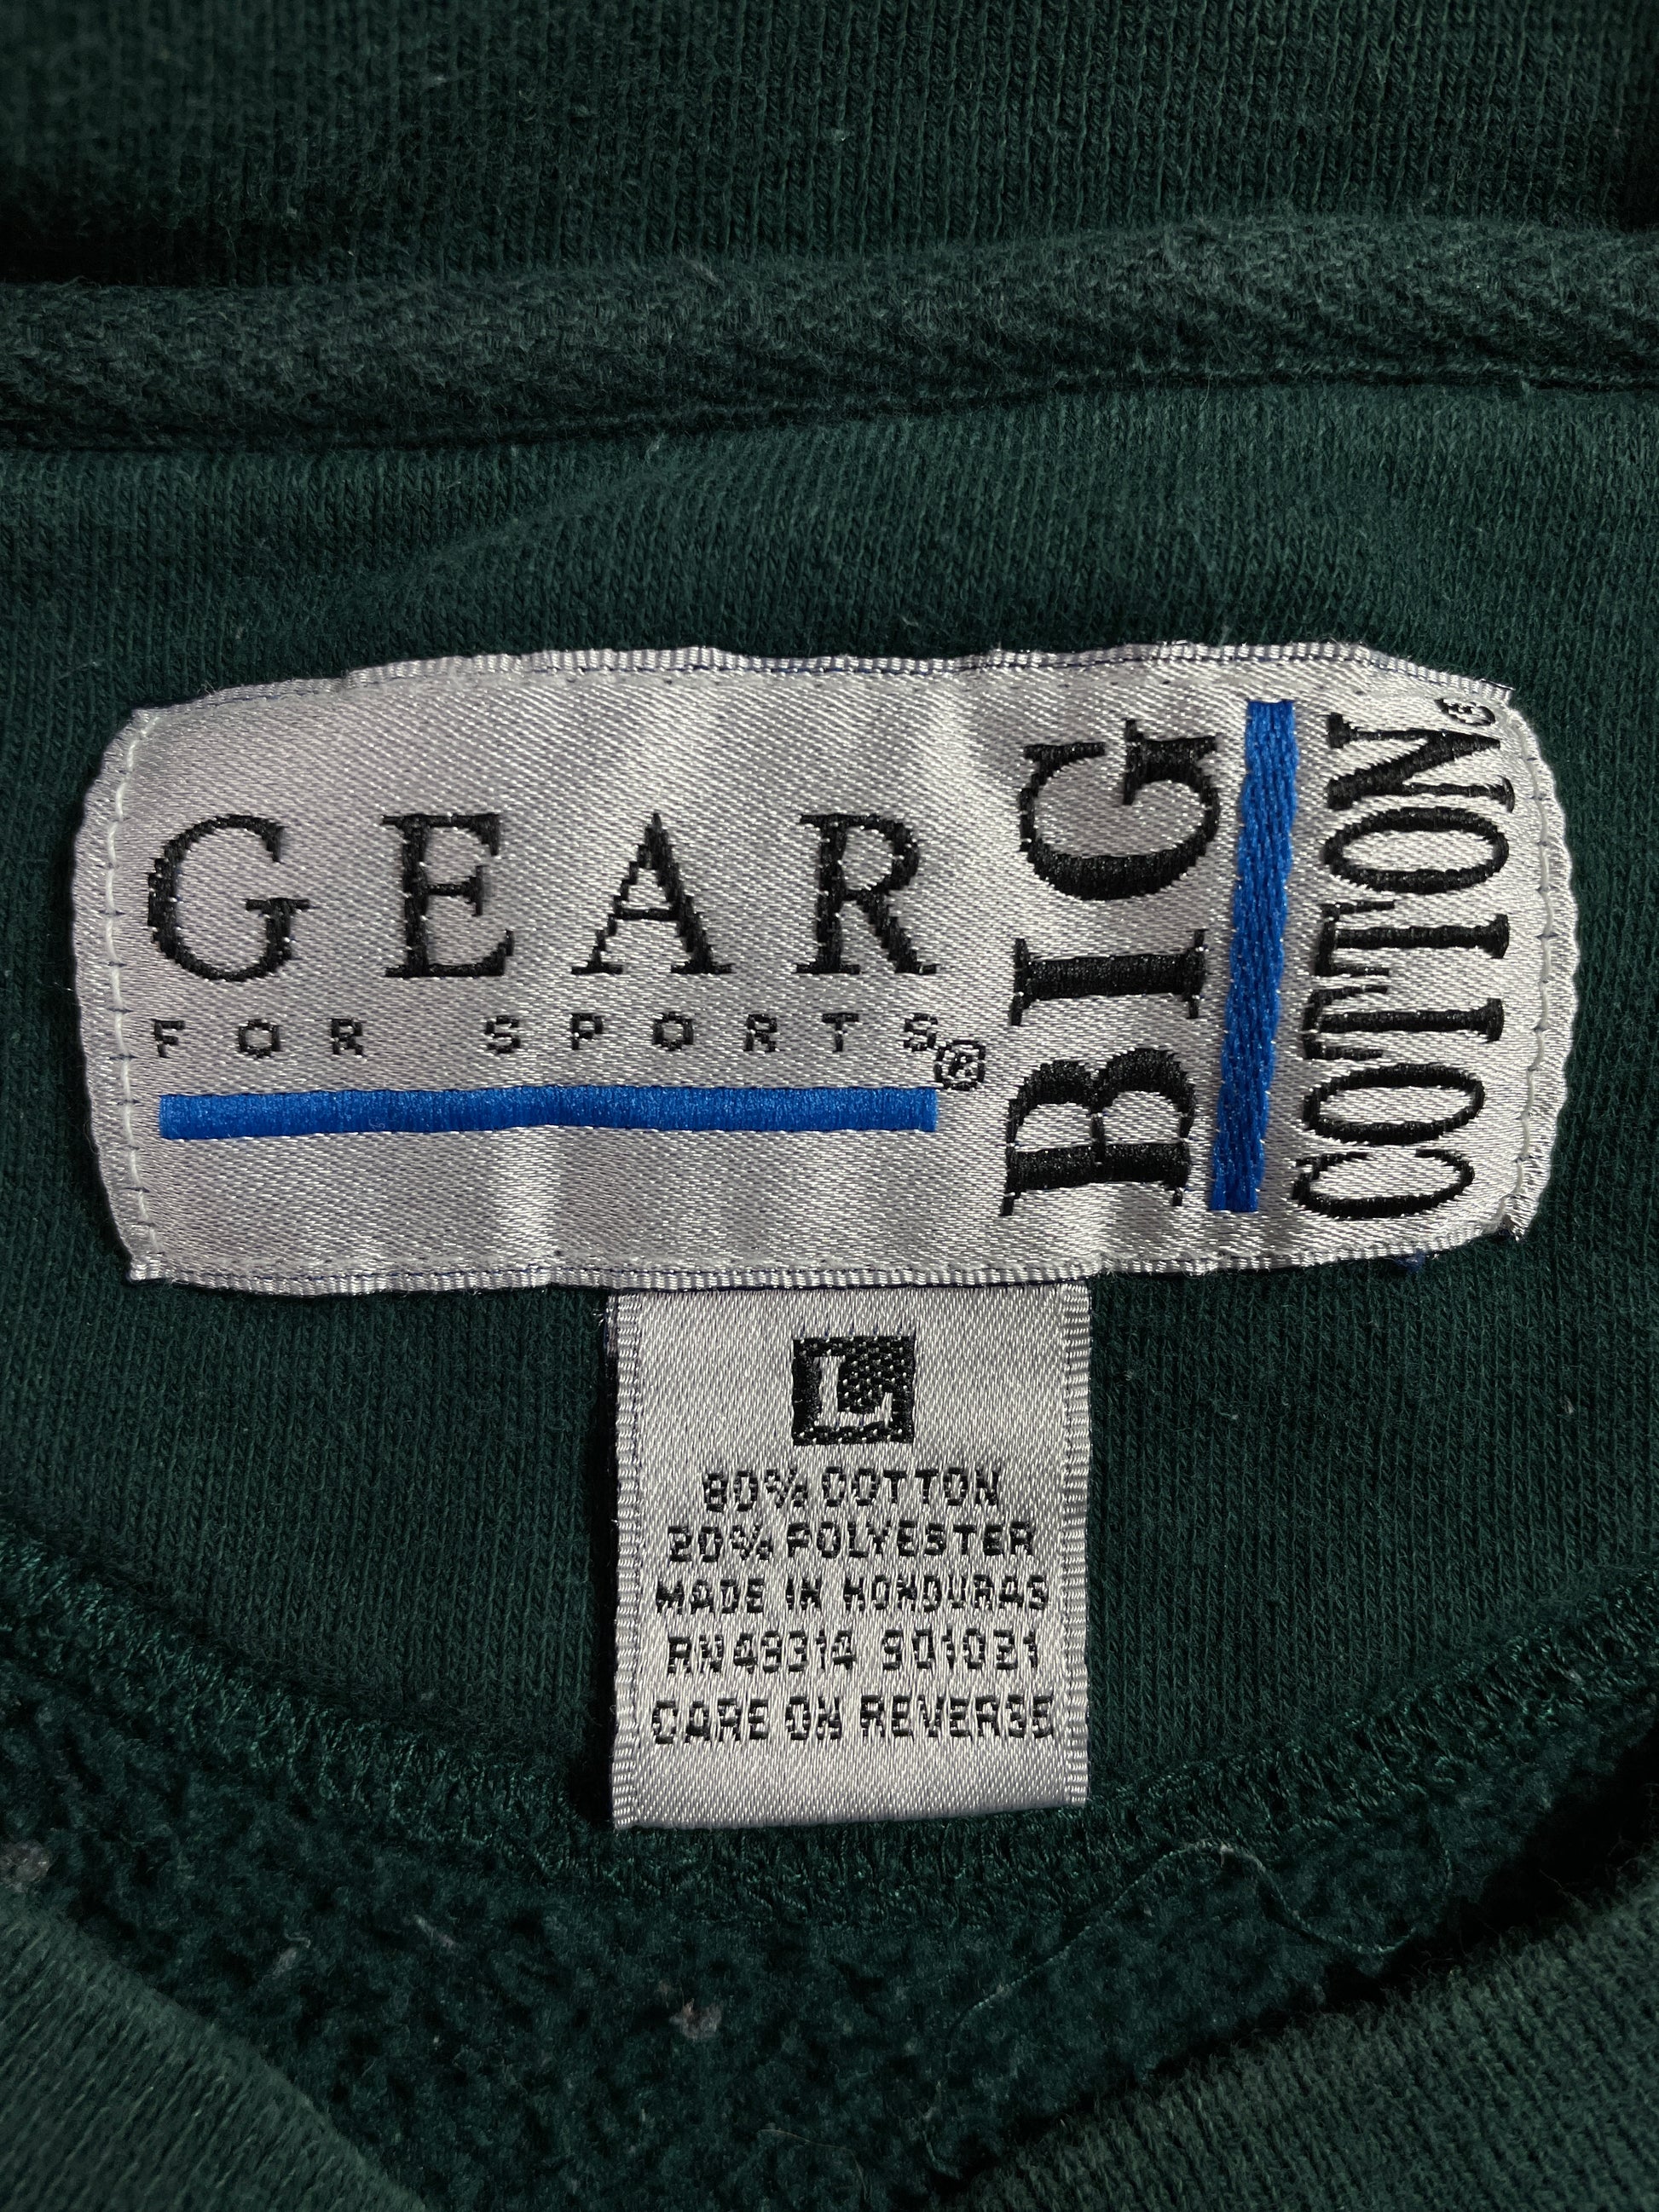 GEAR
FOR SPORTS®
BIG
COTTON®
L
80% COTTON
20% POLYESTER
MADE IN HONDURAS
RN48314 901021
CARE ON REVERSE